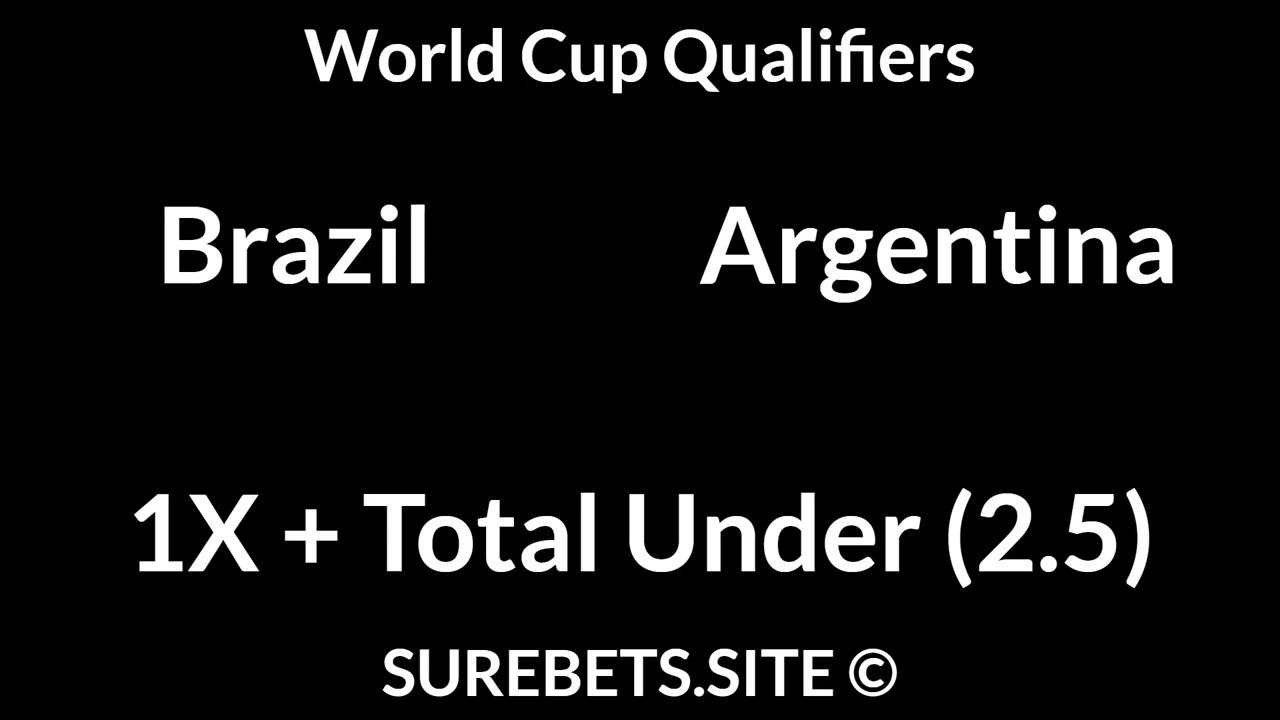 World Cup Qualifiers
Brazil Argentina
1X + Total Under (2.5)
SUREBETS.SITE ©